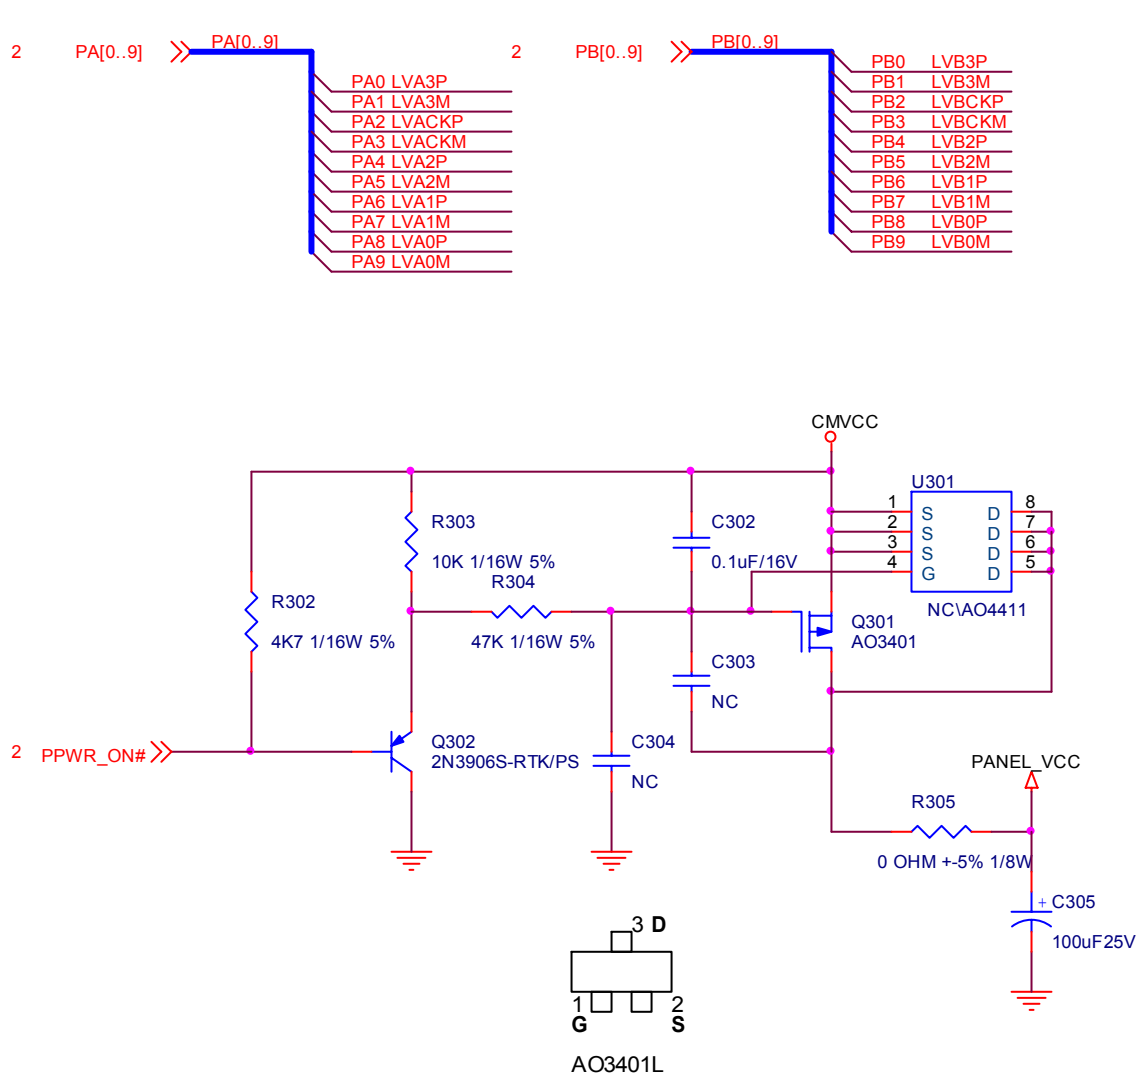 2 PA[0..9] PA[0..9]
PA0 LVA3P
PA1 LVA3M
PA2 LVACKP
PA3 LVACKM
PA4 LVA2P
PA5 LVA2M
PA6 LVA1P
PA7 LVA1M
PA8 LVA0P
PA9 LVA0M
2 PB[0..9] PB[0..9]
PB0 LVB3P
PB1 LVB3M
PB2 LVBCKP
PB3 LVBCKM
PB4 LVB2P
PB5 LVB2M
PB6 LVB1P
PB7 LVB1M
PB8 LVB0P
PB9 LVB0M
CMVCC
U301
1 S D 8
2 S D 7
3 S D 6
4 G D 5
NC\AO4411
R303
10K 1/16W 5%
C302
0.1uF/16V
R304
47K 1/16W 5%
R302
4K7 1/16W 5%
Q301
AO3401
C303
NC
2 PPWR_ON#
Q302
2N3906S-RTK/PS
C304
NC
PANEL_VCC
R305
0 OHM +-5% 1/8W
+ C305
100uF25V
3 D
1 2
G S
AO3401L